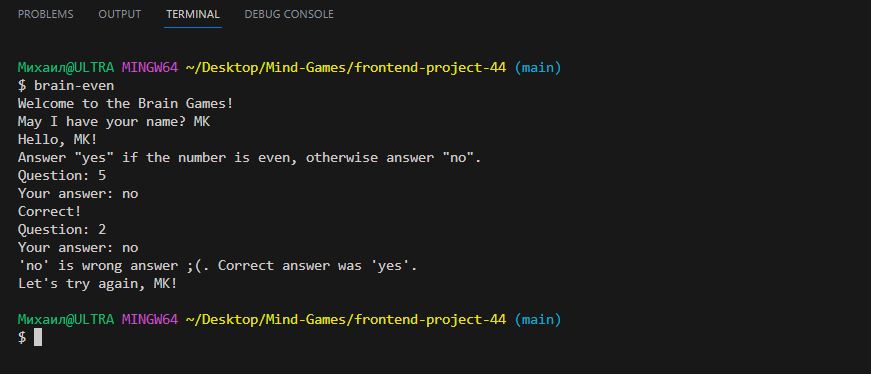 PROBLEMS OUTPUT TERMINAL DEBUG CONSOLE
Михаил@ULTRA MINGW64 ~/Desktop/Mind-Games/frontend-project-44 (main)
$ brain-even
Welcome to the Brain Games!
May I have your name? MK
Hello, MK!
Answer "yes" if the number is even, otherwise answer "no".
Question: 5
Your answer: no
Correct!
Question: 2
Your answer: no
'no' is wrong answer ;(. Correct answer was 'yes'.
Let's try again, MK!
Михаил@ULTRA MINGW64 ~/Desktop/Mind-Games/frontend-project-44 (main)
$